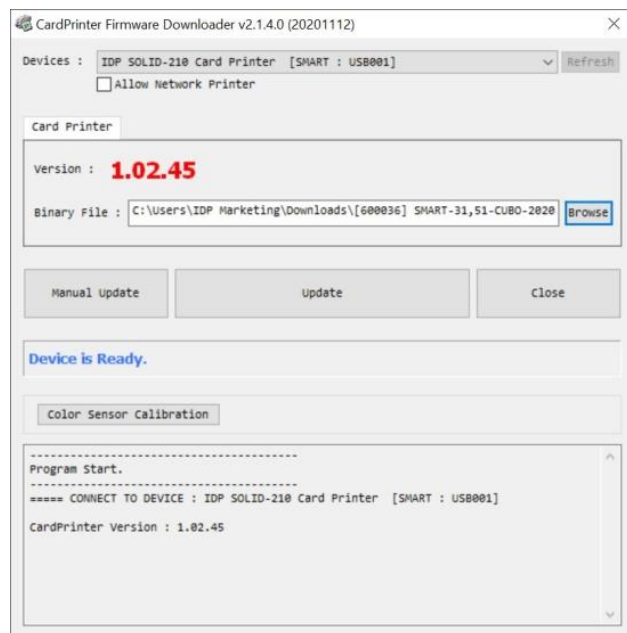 CardPrinter Firmware Downloader v2.1.4.0 (20201112)
Devices : IDP SOLID-210 Card Printer [SMART : USB001] Refresh
Allow Network Printer
Card Printer
Version : 1.02.45
Binary File : C:\Users\IDP Marketing\Downloads\[600036] SMART-31,51-CUBO-2020 Browse
Manual Update Update Close
Device is Ready.
Color Sensor Calibration
----------------------------------------
Program Start.
----------------------------------------
===== CONNECT TO DEVICE : IDP SOLID-210 Card Printer [SMART : USB001]
CardPrinter Version : 1.02.45